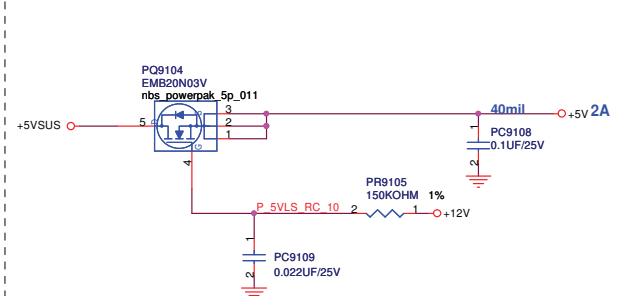 PQ9104
EMB20N03V
nbs_powerpak_5p_011
+5VSUS
5
D
S
G
3
2
1
4
40mil
+5V 2A
1
PC9108
0.1UF/25V
2
PR9105
150KOHM 1%
P_5VLS_RC_10
2
1
+12V
1
PC9109
0.022UF/25V
2